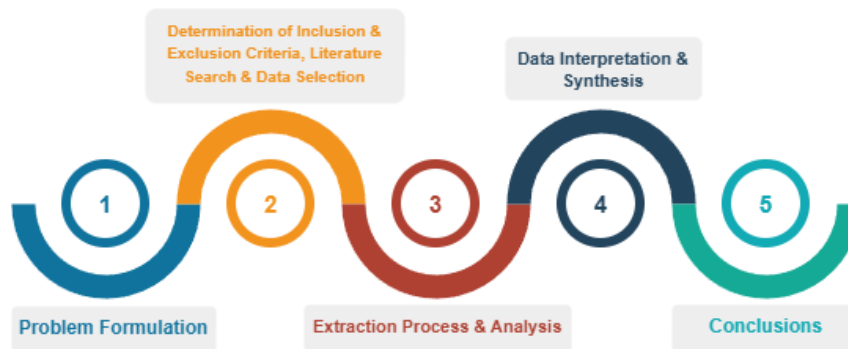 Determination of Inclusion &
Exclusion Criteria, Literature
Search & Data Selection
Data Interpretation &
Synthesis
1
2
3
4
5
Problem Formulation
Extraction Process & Analysis
Conclusions